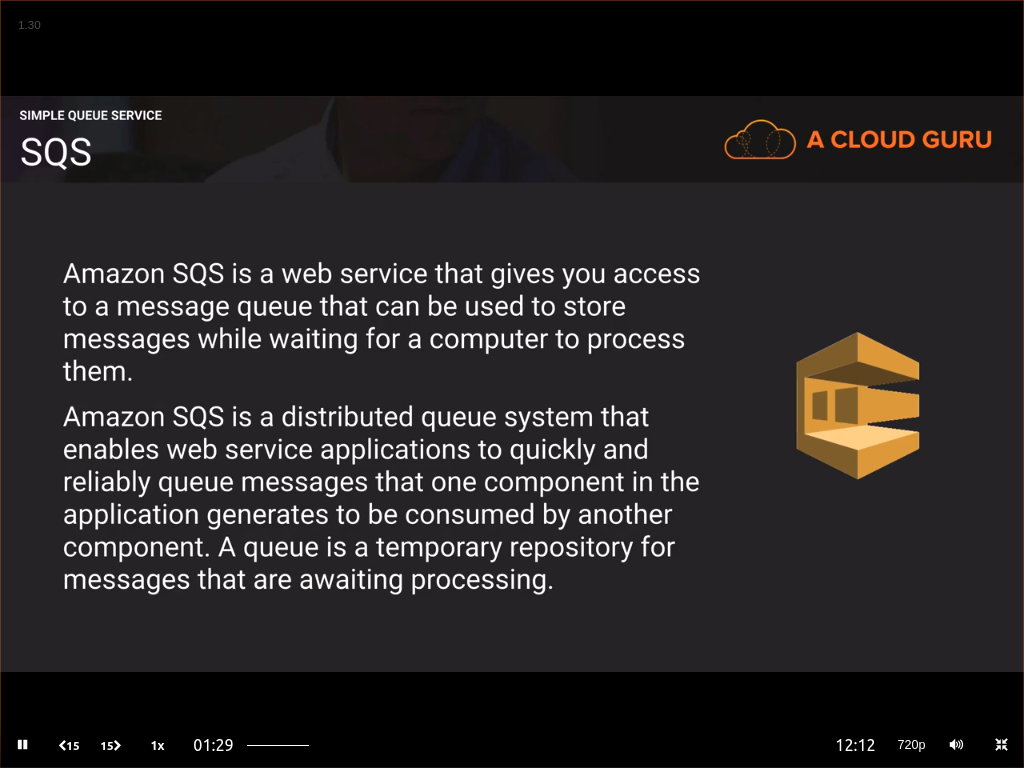 1.30
SIMPLE QUEUE SERVICE
SQS
A CLOUD GURU
Amazon SQS is a web service that gives you access
to a message queue that can be used to store
messages while waiting for a computer to process
them.
Amazon SQS is a distributed queue system that
enables web service applications to quickly and
reliably queue messages that one component in the
application generates to be consumed by another
component. A queue is a temporary repository for
messages that are awaiting processing.
15 15 1x 01:29 12:12 720p